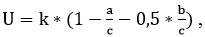 U = k * (1 − a/c − 0,5 * b/c) ,